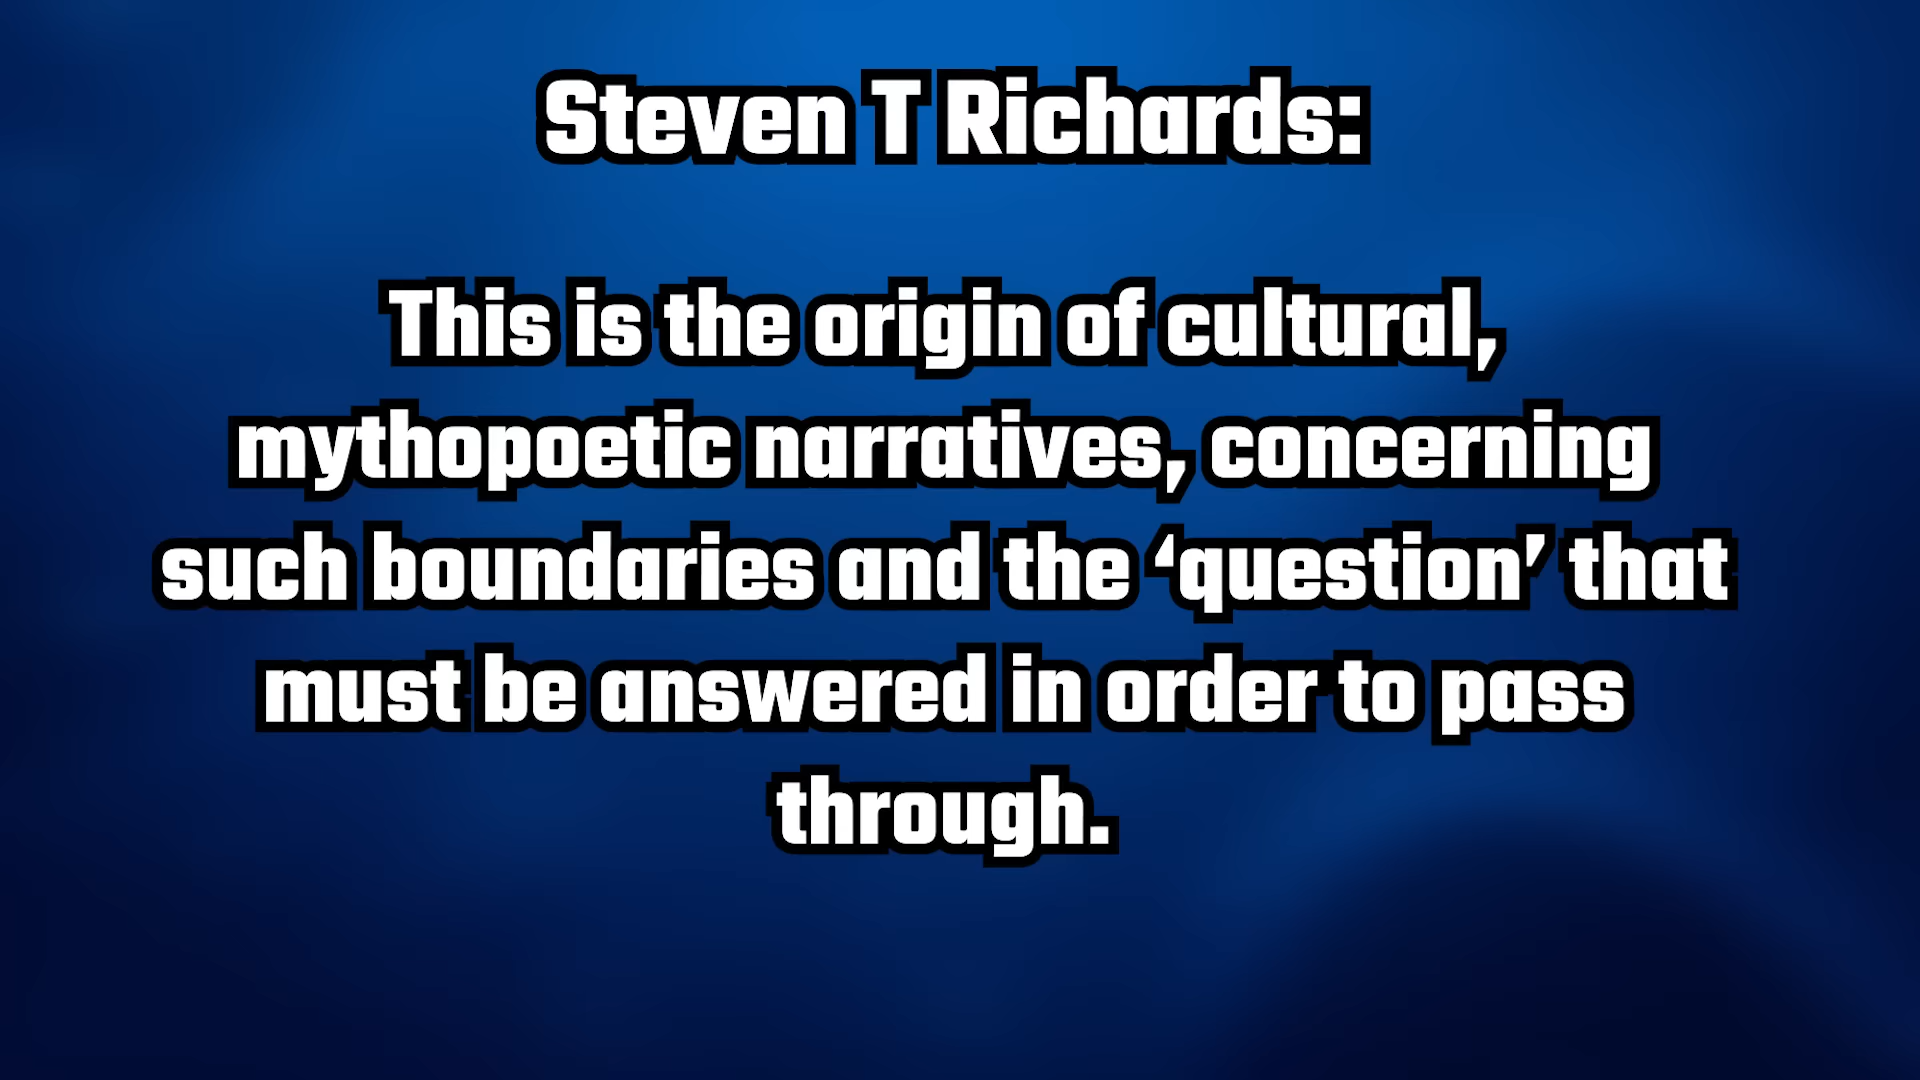 Steven T Richards:
This is the origin of cultural,
mythopoetic narratives, concerning
such boundaries and the ‘question’ that
must be answered in order to pass
through.